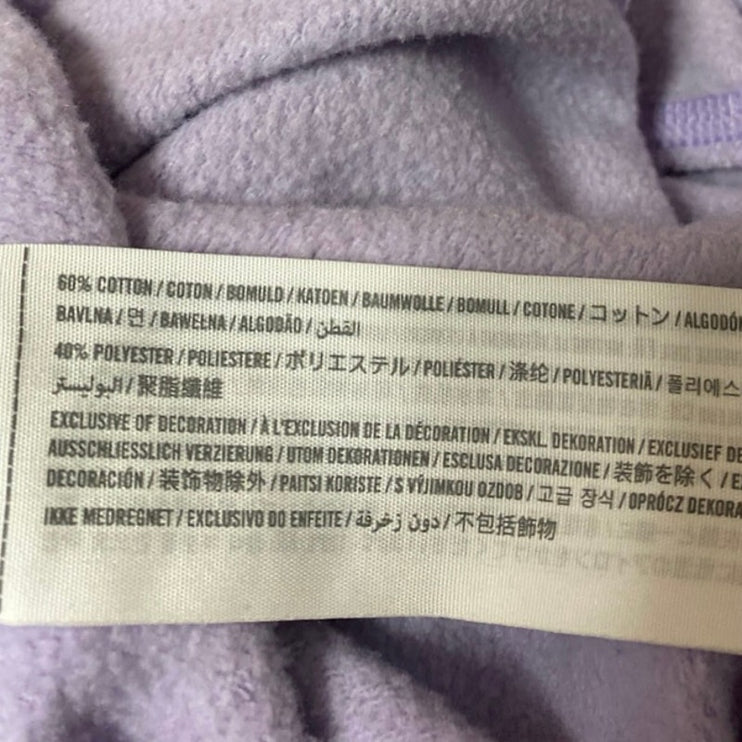 60% COTTON / COTON / BOMULD / KATOEN / BAUMWOLLE / BOMULL / COTONE / コットン / ALGODÓN
BAVLNA / 면 / BAWEŁNA / ALGODÃO / القطن
40% POLYESTER / POLIESTERE / ポリエステル / POLIÉSTER / 涤纶 / POLYESTERIÄ / 폴리에스
البوليستر / 聚脂纖維
EXCLUSIVE OF DECORATION / À L'EXCLUSION DE LA DÉCORATION / EKSKL. DEKORATION / EXCLUSIEF DE
AUSSCHLIESSLICH VERZIERUNG / UTOM DEKORATIONEN / ESCLUSA DECORAZIONE / 装飾を除く / E
DECORACIÓN / 装饰物除外 / PAITSI KORISTE / S VÝJIMKOU OZDOB / 고급 장식 / OPRÓCZ DEKORA
IKKE MEDREGNET / EXCLUSIVO DO ENFEITE / دون زخرفة / 不包括飾物